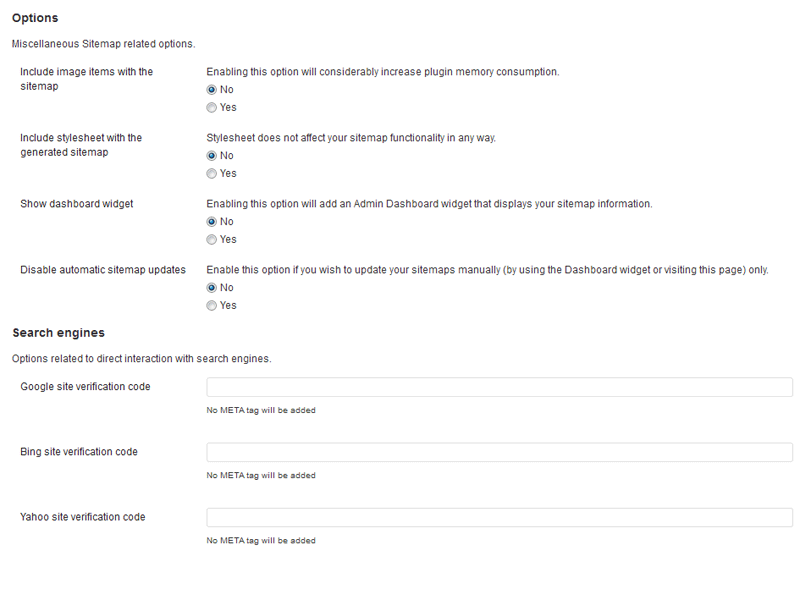 Options
Miscellaneous Sitemap related options.
Include image items with the
sitemap
Enabling this option will considerably increase plugin memory consumption.
No
Yes
Include stylesheet with the
generated sitemap
Stylesheet does not affect your sitemap functionality in any way.
No
Yes
Show dashboard widget
Enabling this option will add an Admin Dashboard widget that displays your sitemap information.
No
Yes
Disable automatic sitemap updates
Enable this option if you wish to update your sitemaps manually (by using the Dashboard widget or visiting this page) only.
No
Yes
Search engines
Options related to direct interaction with search engines.
Google site verification code
No META tag will be added
Bing site verification code
No META tag will be added
Yahoo site verification code
No META tag will be added